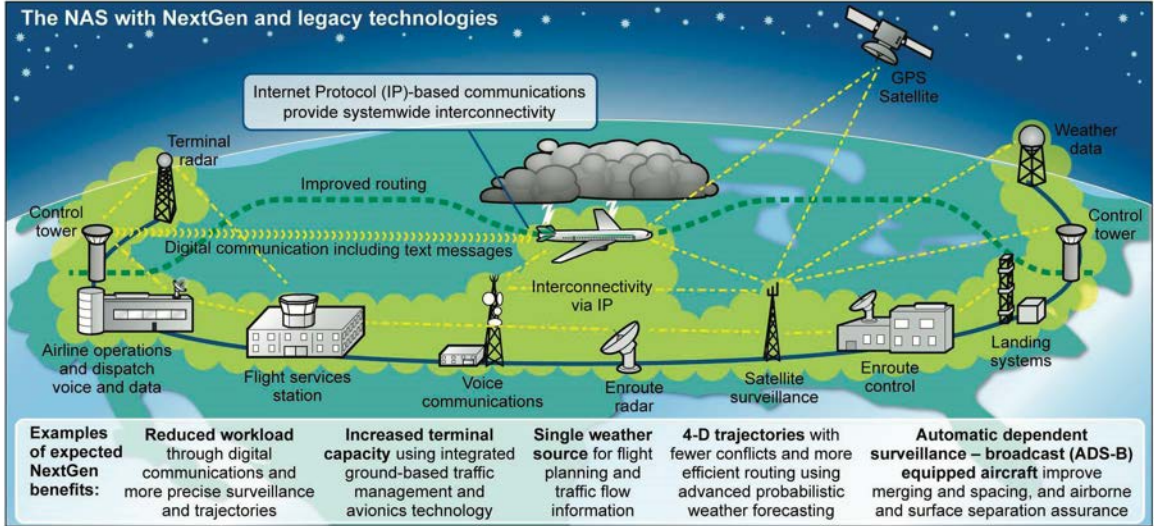 The NAS with NextGen and legacy technologies
GPS
Satellite
Internet Protocol (IP)-based communications
provide systemwide interconnectivity
Terminal
radar
Weather
data
Improved routing
Control
tower
Control
tower
Digital communication including text messages
Interconnectivity
via IP
Airline operations
and dispatch
voice and data
Flight services
station
Voice
communications
Enroute
radar
Satellite
surveillance
Enroute
control
Landing
systems
Examples
of expected
NextGen
benefits:
Reduced workload
through digital
communications and
more precise surveillance
and trajectories
Increased terminal
capacity using integrated
ground-based traffic
management and
avionics technology
Single weather
source for flight
planning and
traffic flow
information
4-D trajectories with
fewer conflicts and more
efficient routing using
advanced probabilistic
weather forecasting
Automatic dependent
surveillance – broadcast (ADS-B)
equipped aircraft improve
merging and spacing, and airborne
and surface separation assurance